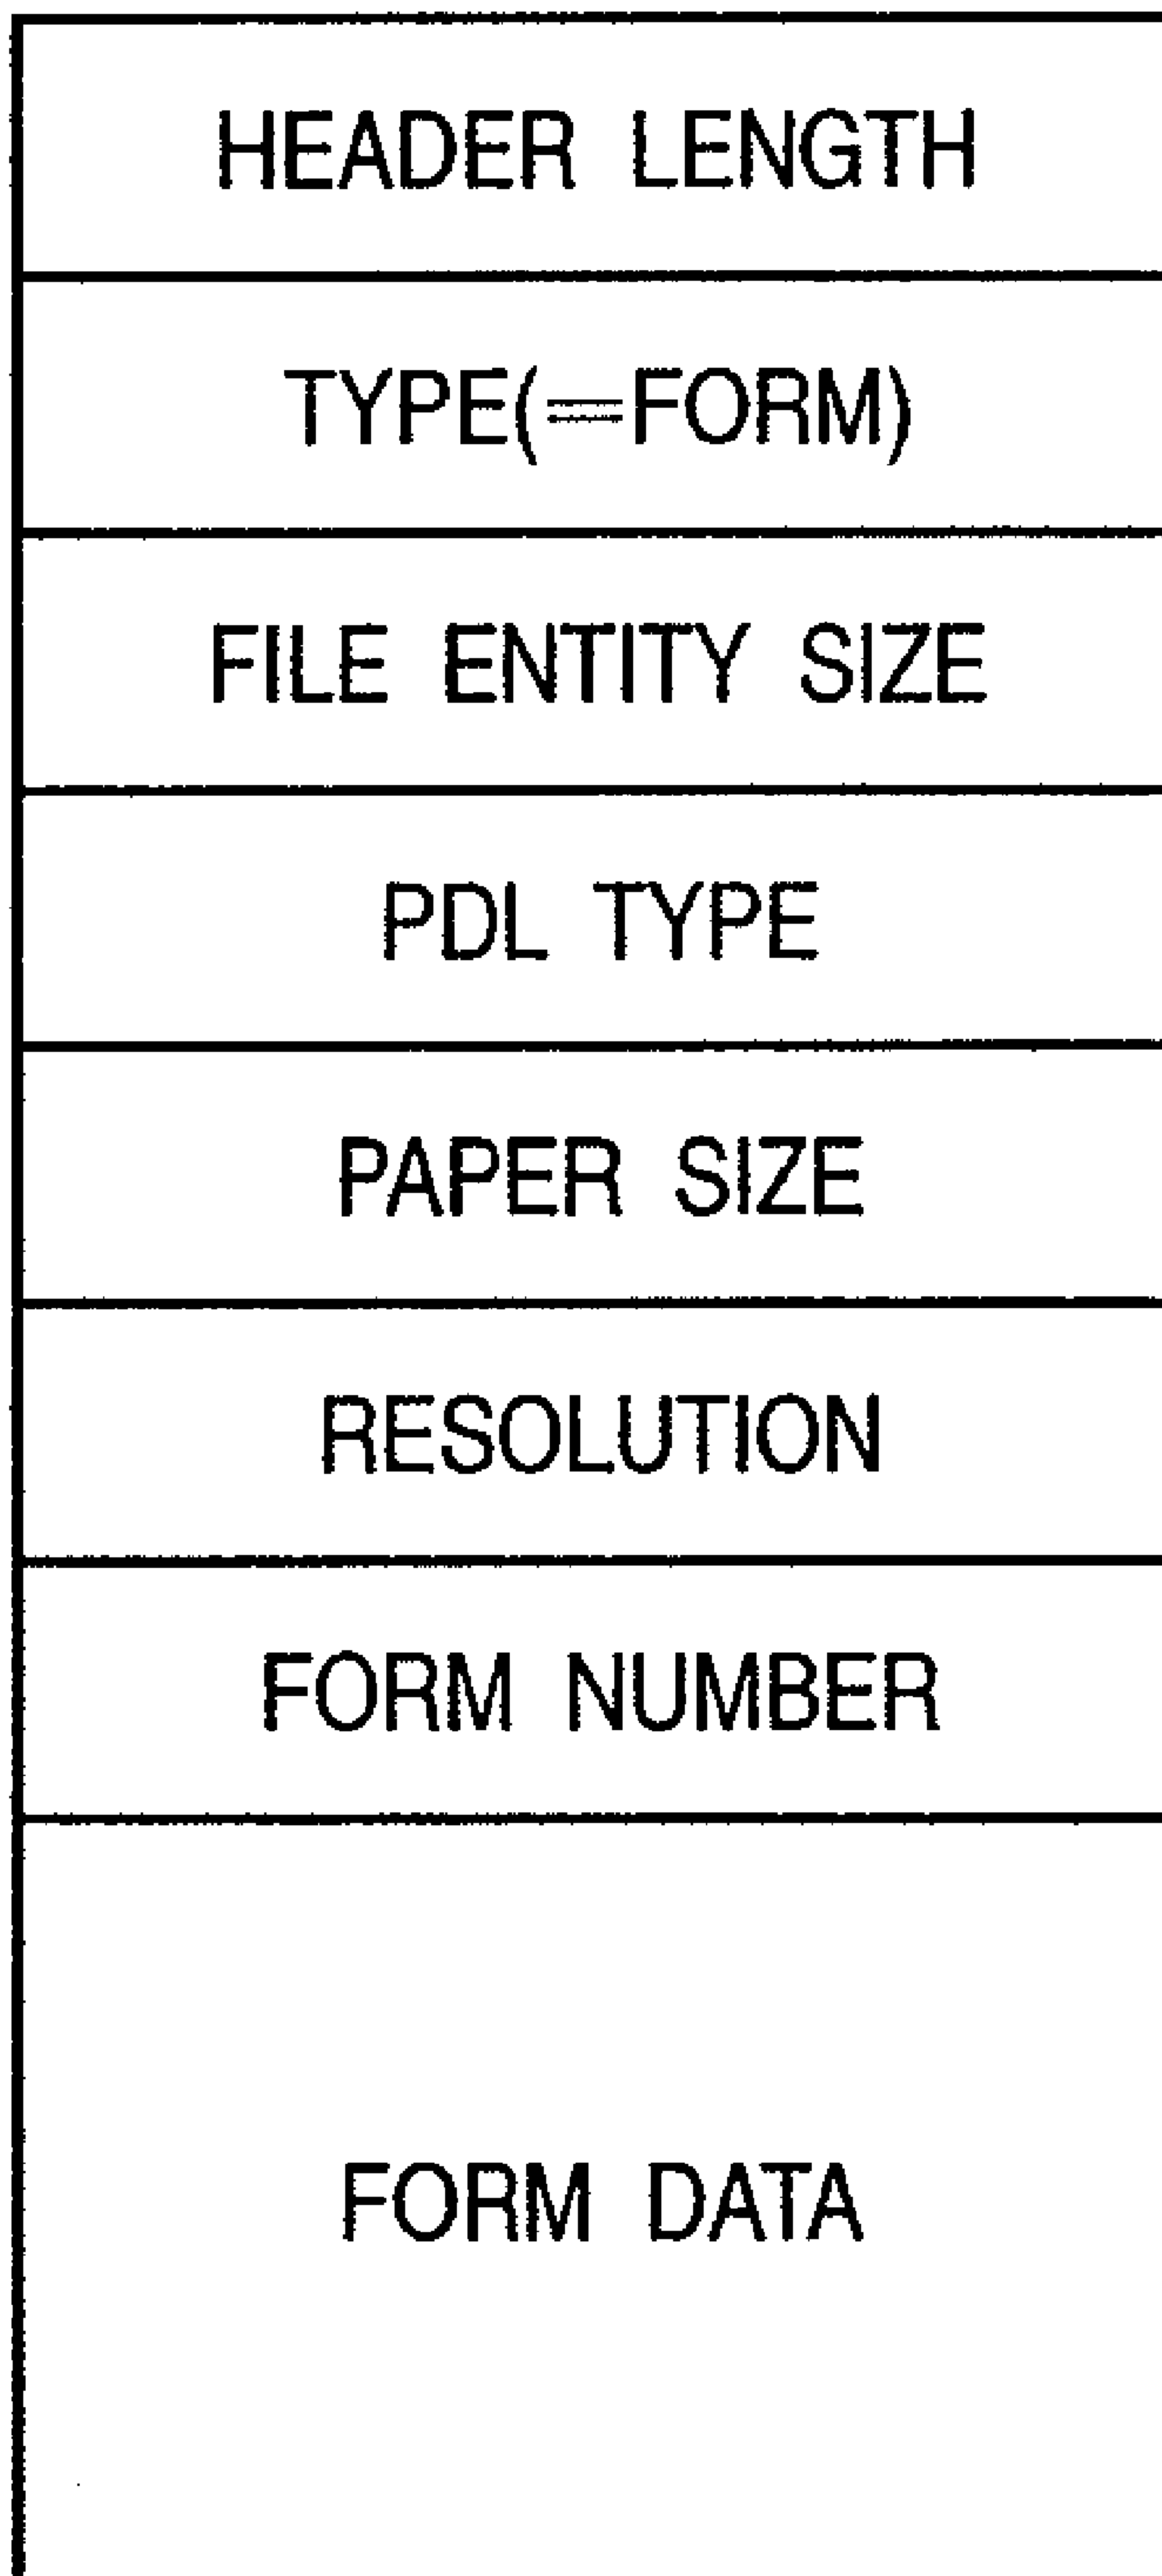 HEADER LENGTH
TYPE(=FORM)
FILE ENTITY SIZE
PDL TYPE
PAPER SIZE
RESOLUTION
FORM NUMBER
FORM DATA